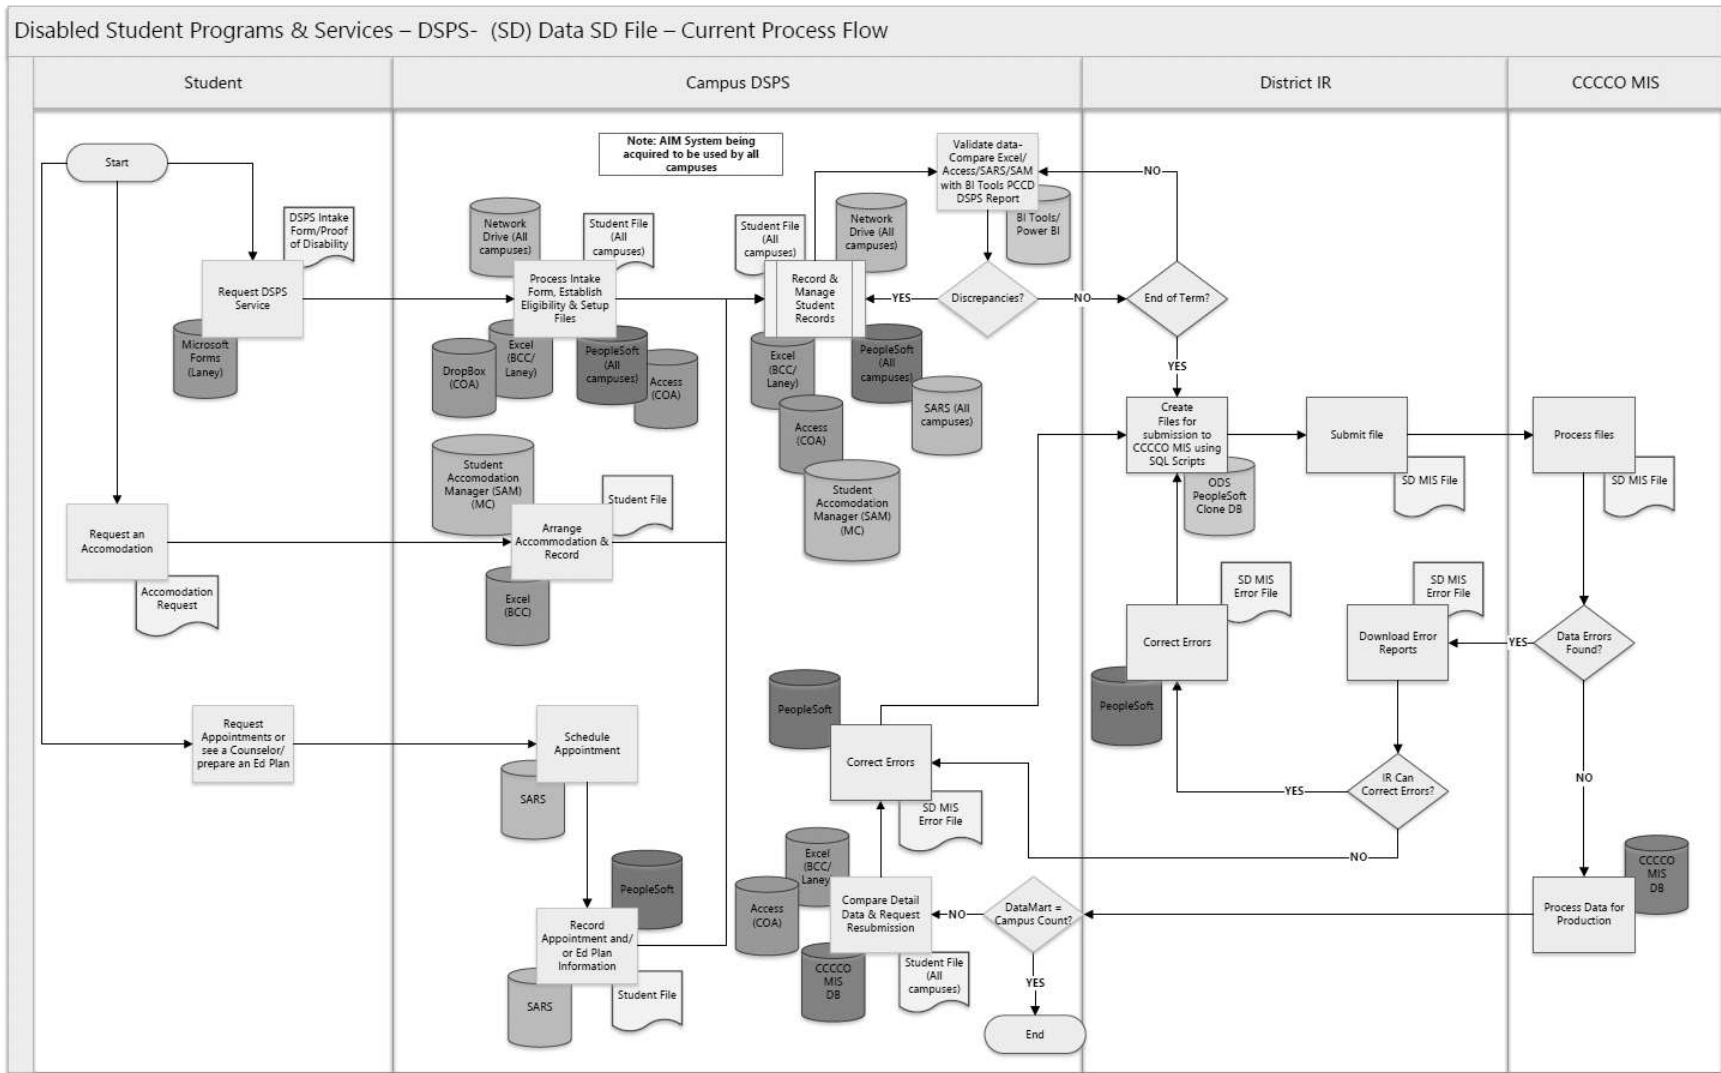 Disabled Student Programs & Services – DSPS-  (SD) Data SD File – Current Process Flow
Student
Campus DSPS
District IR
CCCCO MIS
Start
DSPS Intake
Form/Proof
of Disability
Request DSPS
Service
Microsoft
Forms
(Laney)
Request an
Accomodation
Accomodation
Request
Request
Appointments or
see a Counselor/
prepare an Ed Plan
Note: AIM System being
acquired to be used by all
campuses
Network
Drive (All
campuses)
Student File
(All
campuses)
Process Intake
Form, Establish
Eligibility & Setup
Files
DropBox
(COA)
Excel
(BCC/
Laney)
PeopleSoft
(All
campuses)
Access
(COA)
Student
Accomodation
Manager (SAM)
(MC)
Student File
Arrange
Accommodation &
Record
Excel
(BCC)
Schedule
Appointment
SARS
PeopleSoft
Record
Appointment and/
or Ed Plan
Information
SARS
Student File
Student File
(All
campuses)
Network
Drive (All
campuses)
Record &
Manage
Student
Records
Excel
(BCC/
Laney)
PeopleSoft
(All
campuses)
Access
(COA)
SARS (All
campuses)
Student
Accomodation
Manager (SAM)
(MC)
Validate data-
Compare Excel/
Access/SARS/SAM
with BI Tools PCCD
DSPS Report
BI Tools/
Power BI
YES
Discrepancies?
NO
NO
End of Term?
YES
Create
Files for
submission to
CCCCO MIS using
SQL Scripts
ODS
PeopleSoft
Clone DB
Submit file
SD MIS File
Process files
SD MIS File
SD MIS
Error File
Correct Errors
PeopleSoft
SD MIS
Error File
Download Error
Reports
YES
Data Errors
Found?
NO
IR Can
Correct Errors?
YES
NO
PeopleSoft
Correct Errors
SD MIS
Error File
Excel
(BCC/
Laney)
Access
(COA)
Compare Detail
Data & Request
Resubmission
CCCCO
MIS
DB
Student File
(All
campuses)
NO
DataMart =
Campus Count?
YES
End
CCCCO
MIS
DB
Process Data for
Production